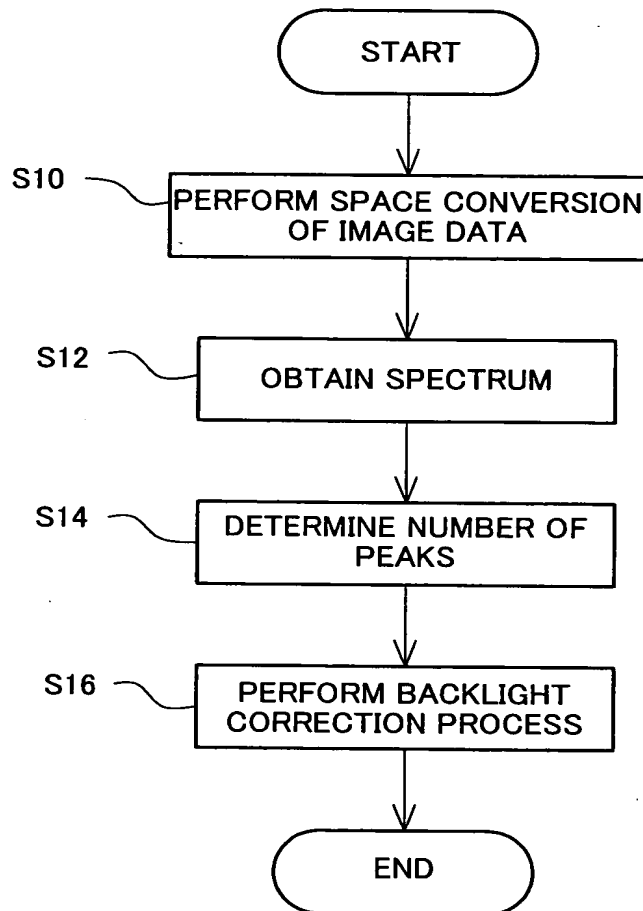 START
S10
PERFORM SPACE CONVERSION
OF IMAGE DATA
S12
OBTAIN SPECTRUM
S14
DETERMINE NUMBER OF
PEAKS
S16
PERFORM BACKLIGHT
CORRECTION PROCESS
END